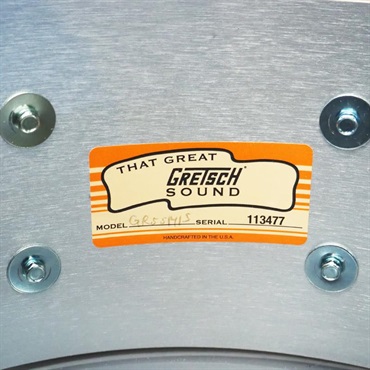 THAT GREAT
GRETSCH
SOUND
MODEL SERIAL 113477
HANDCRAFTED IN THE U.S.A.